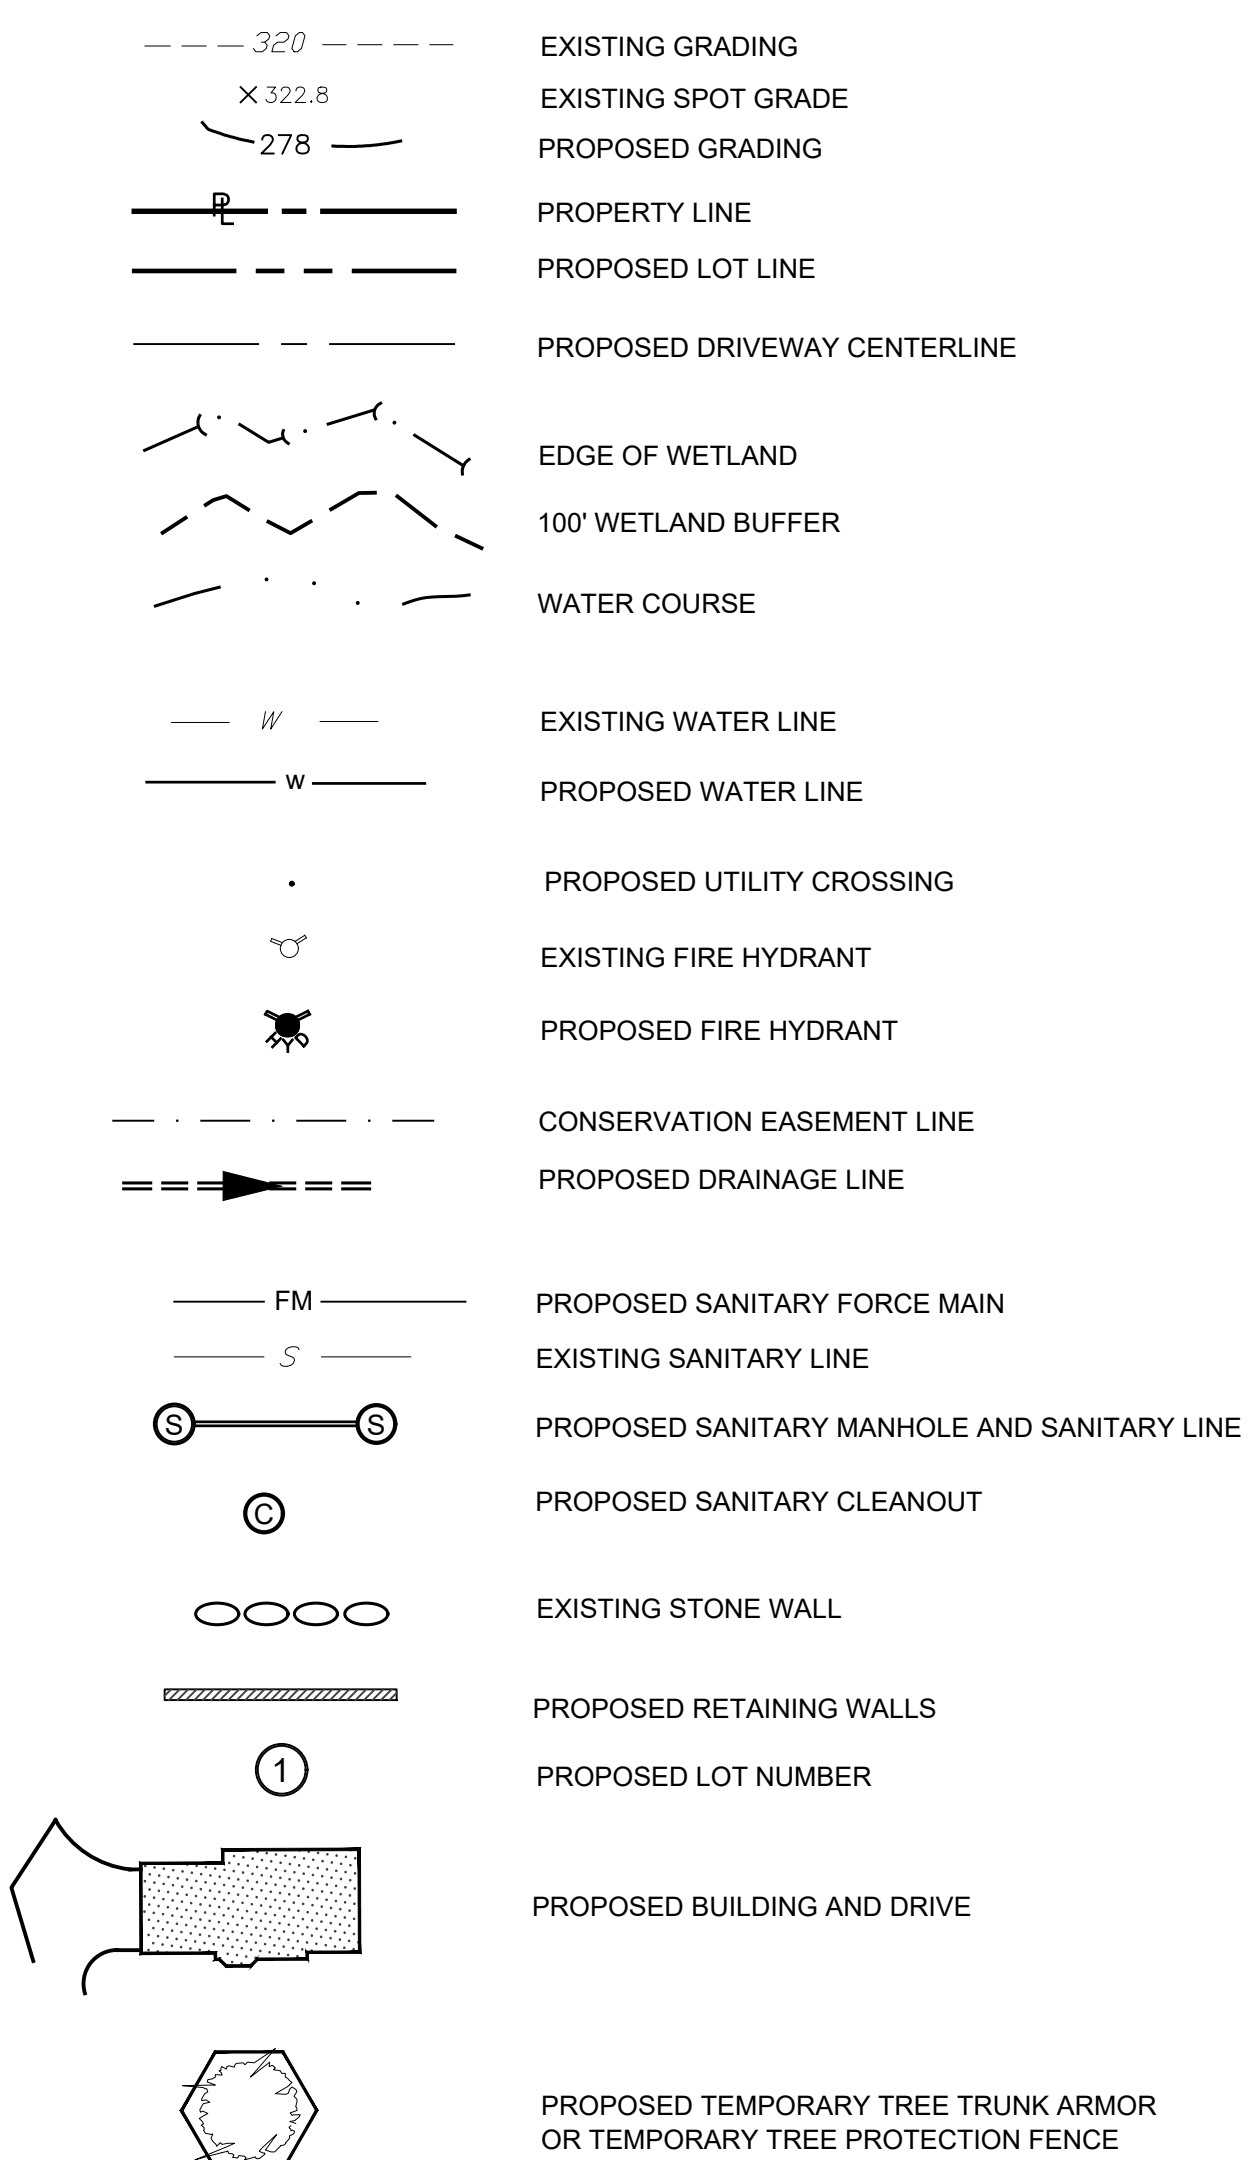 320 EXISTING GRADING
×322.8 EXISTING SPOT GRADE
278 PROPOSED GRADING
PL PROPERTY LINE
PROPOSED LOT LINE
PROPOSED DRIVEWAY CENTERLINE
EDGE OF WETLAND
100' WETLAND BUFFER
WATER COURSE
W EXISTING WATER LINE
W PROPOSED WATER LINE
PROPOSED UTILITY CROSSING
EXISTING FIRE HYDRANT
HYD PROPOSED FIRE HYDRANT
CONSERVATION EASEMENT LINE
PROPOSED DRAINAGE LINE
FM PROPOSED SANITARY FORCE MAIN
S EXISTING SANITARY LINE
S S PROPOSED SANITARY MANHOLE AND SANITARY LINE
C PROPOSED SANITARY CLEANOUT
EXISTING STONE WALL
PROPOSED RETAINING WALLS
1 PROPOSED LOT NUMBER
PROPOSED BUILDING AND DRIVE
PROPOSED TEMPORARY TREE TRUNK ARMOR
OR TEMPORARY TREE PROTECTION FENCE